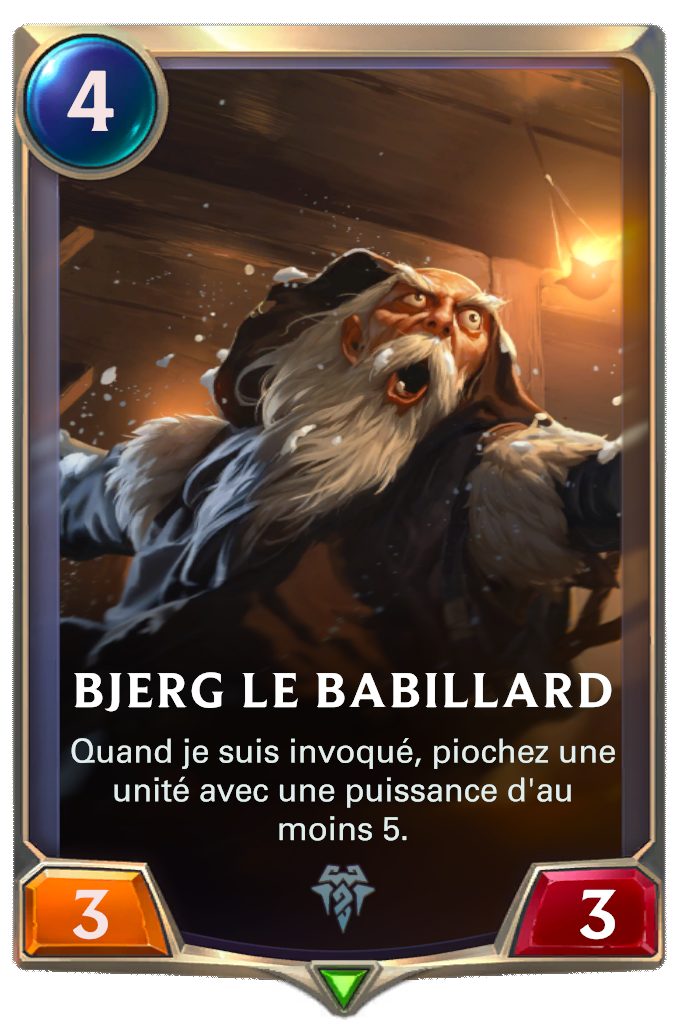 4
BJERG LE BABILLARD
Quand je suis invoqué, piochez une
unité avec une puissance d'au
moins 5.
3
3